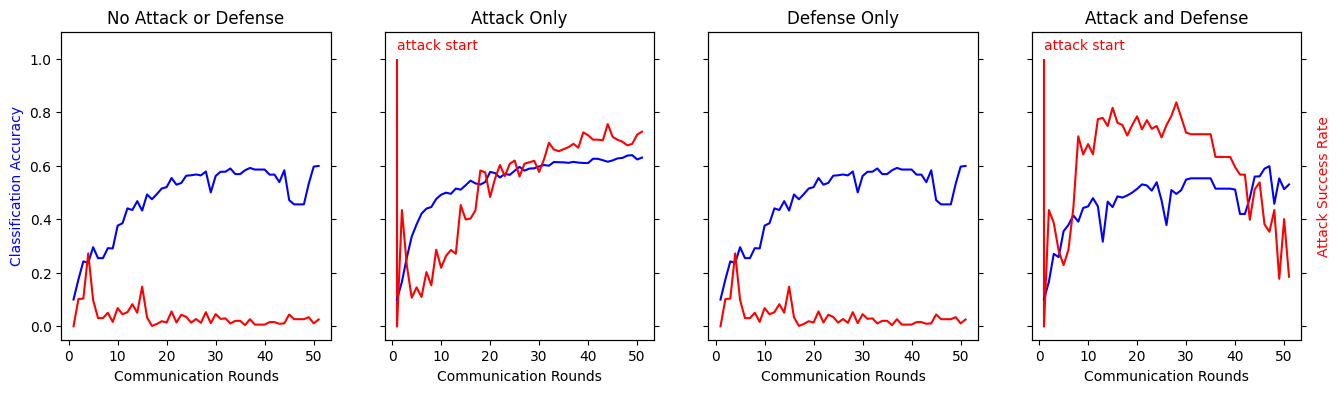 No Attack or Defense
Attack Only
Defense Only
Attack and Defense
attack start
attack start
Classification Accuracy
1.0
0.8
0.6
0.4
0.2
0.0
Attack Success Rate
0 10 20 30 40 50
0 10 20 30 40 50
0 10 20 30 40 50
0 10 20 30 40 50
Communication Rounds
Communication Rounds
Communication Rounds
Communication Rounds